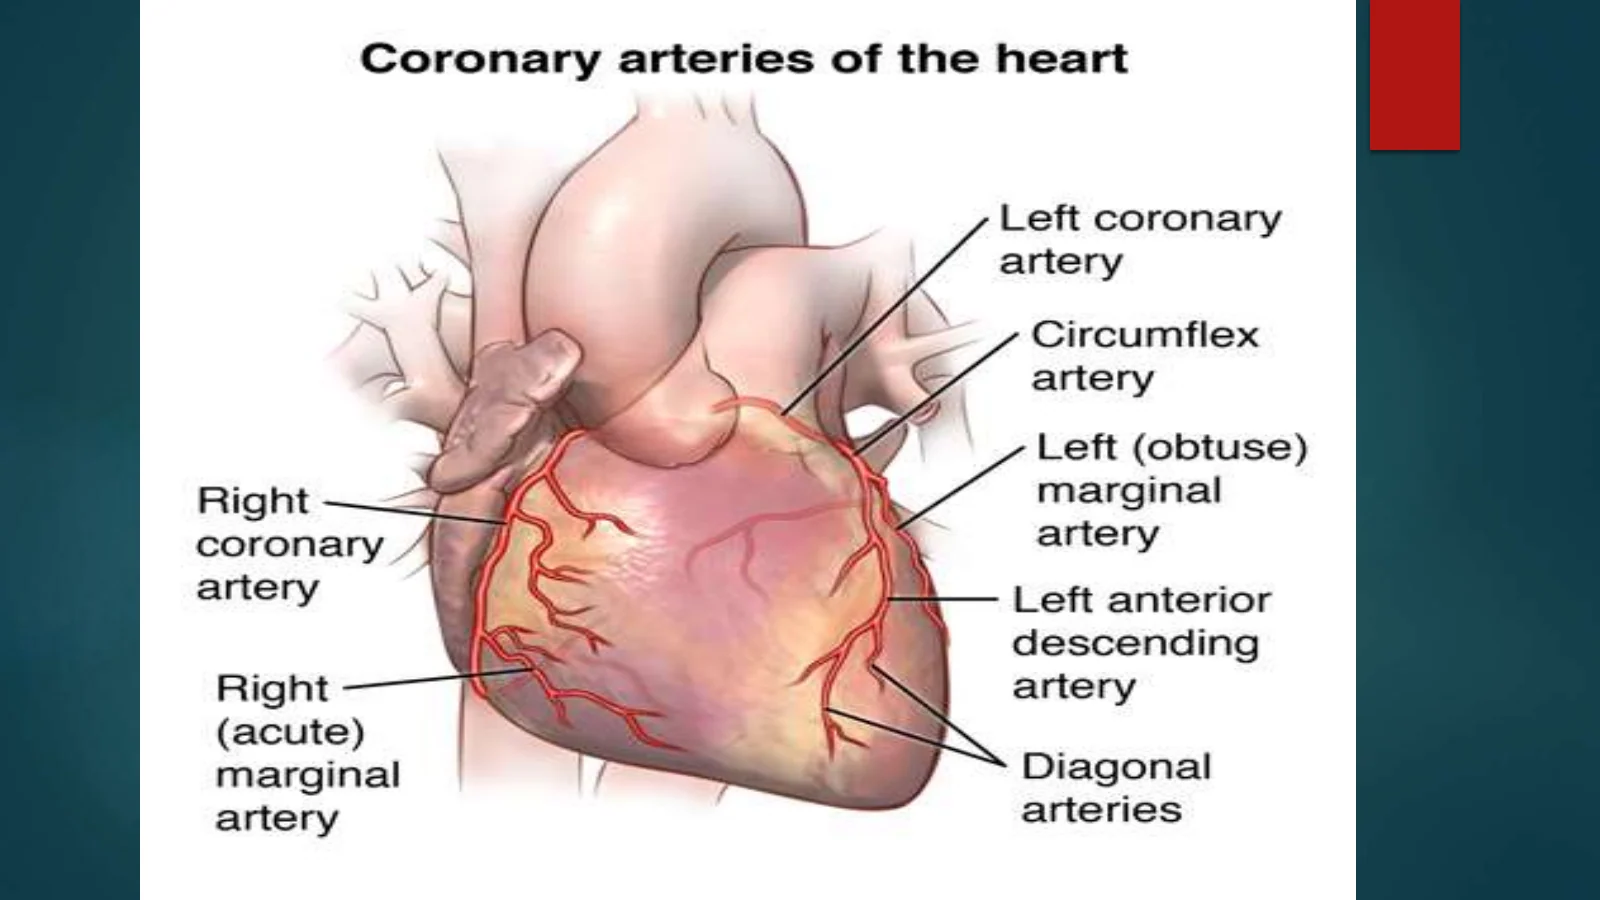 Coronary arteries of the heart
Left coronary
artery
Circumflex
artery
Left (obtuse)
marginal
artery
Right
coronary
artery
Left anterior
descending
artery
Right
(acute)
marginal
artery
Diagonal
arteries